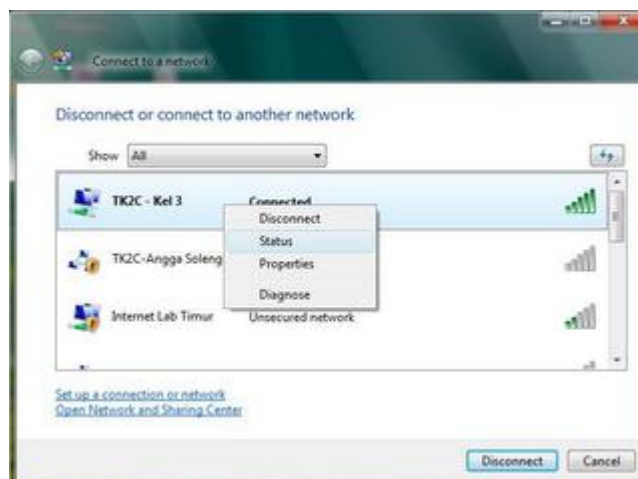 Connect to a network
Disconnect or connect to another network
Show All
TK2C - Kel 3 Connected
Disconnect
Status
TK2C-Angga Soleng
Properties
Diagnose
Internet Lab Timur Unsecured network
Set up a connection or network
Open Network and Sharing Center
Disconnect Cancel